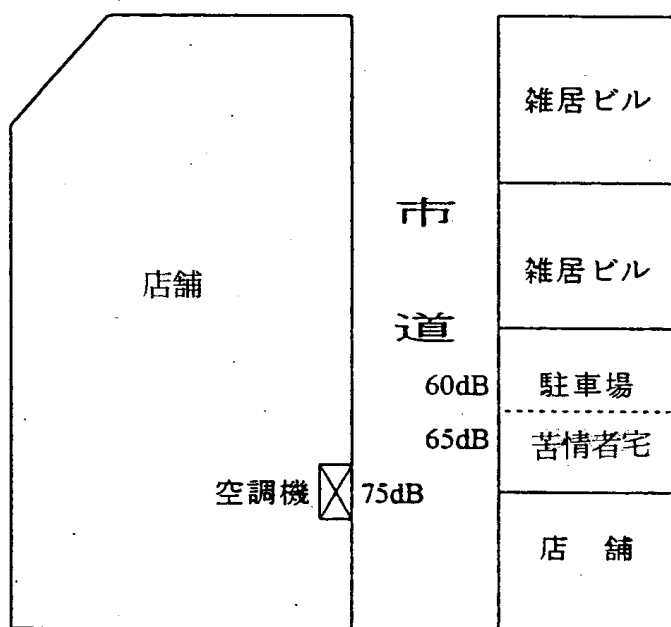 雑居ビル
市
道
店舗
雑居ビル
60dB
駐車場
65dB
苦情者宅
空調機
75dB
店 舗